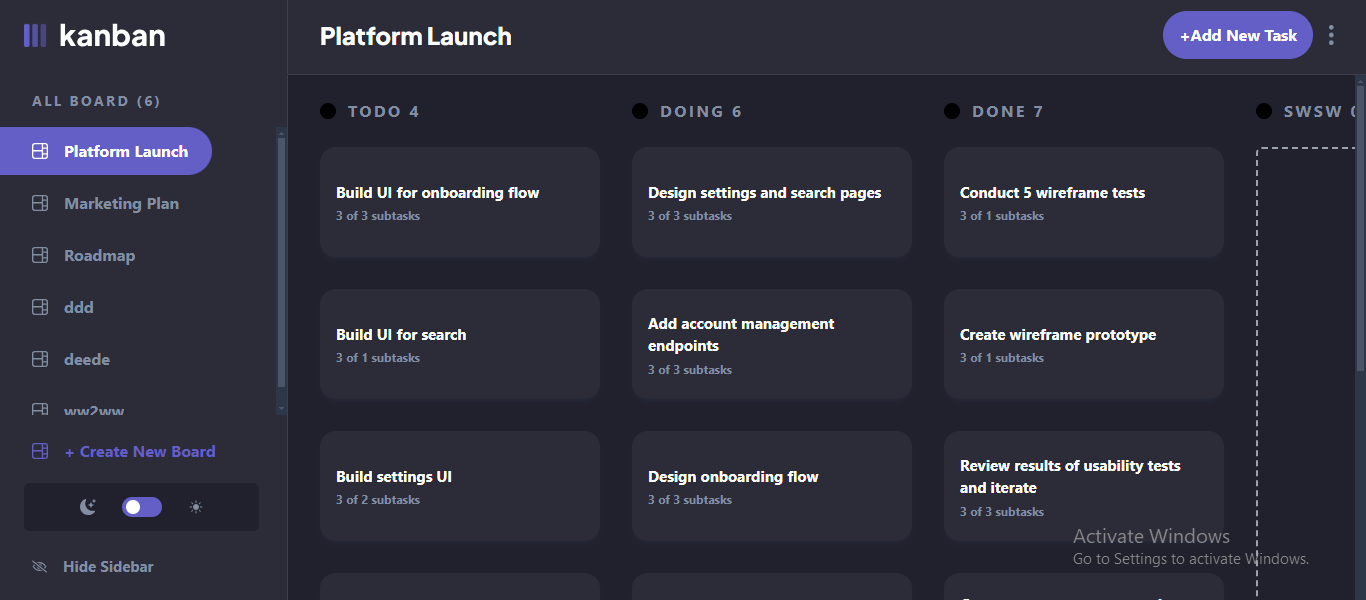 kanban
Platform Launch
+Add New Task
ALL BOARD (6)
Platform Launch
Marketing Plan
Roadmap
ddd
deede
ww2ww
+ Create New Board
Hide Sidebar
TODO 4
Build UI for onboarding flow
3 of 3 subtasks
Build UI for search
3 of 1 subtasks
Build settings UI
3 of 2 subtasks
DOING 6
Design settings and search pages
3 of 3 subtasks
Add account management
endpoints
3 of 3 subtasks
Design onboarding flow
3 of 3 subtasks
DONE 7
Conduct 5 wireframe tests
3 of 1 subtasks
Create wireframe prototype
3 of 1 subtasks
Review results of usability tests
and iterate
3 of 3 subtasks
SWSW
Activate Windows
Go to Settings to activate Windows.